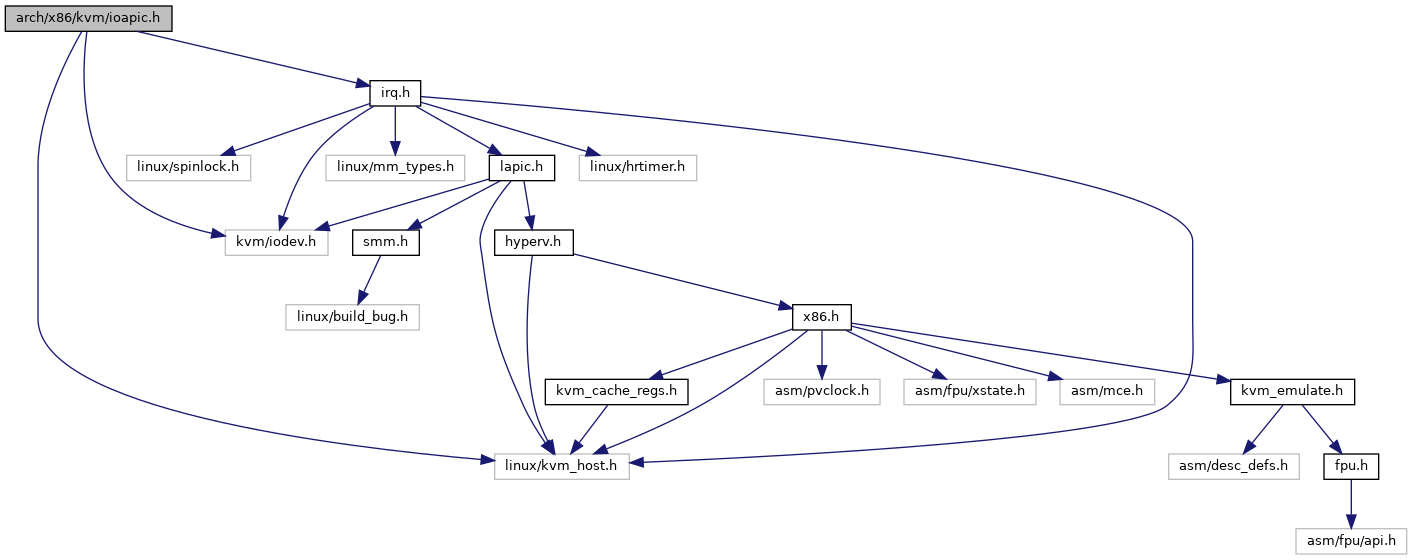 arch/x86/kvm/ioapic.h
irq.h
linux/spinlock.h
linux/mm_types.h
lapic.h
linux/hrtimer.h
kvm/iodev.h
smm.h
hyperv.h
linux/build_bug.h
x86.h
kvm_cache_regs.h
asm/pvclock.h
asm/fpu/xstate.h
asm/mce.h
kvm_emulate.h
linux/kvm_host.h
asm/desc_defs.h
fpu.h
asm/fpu/api.h